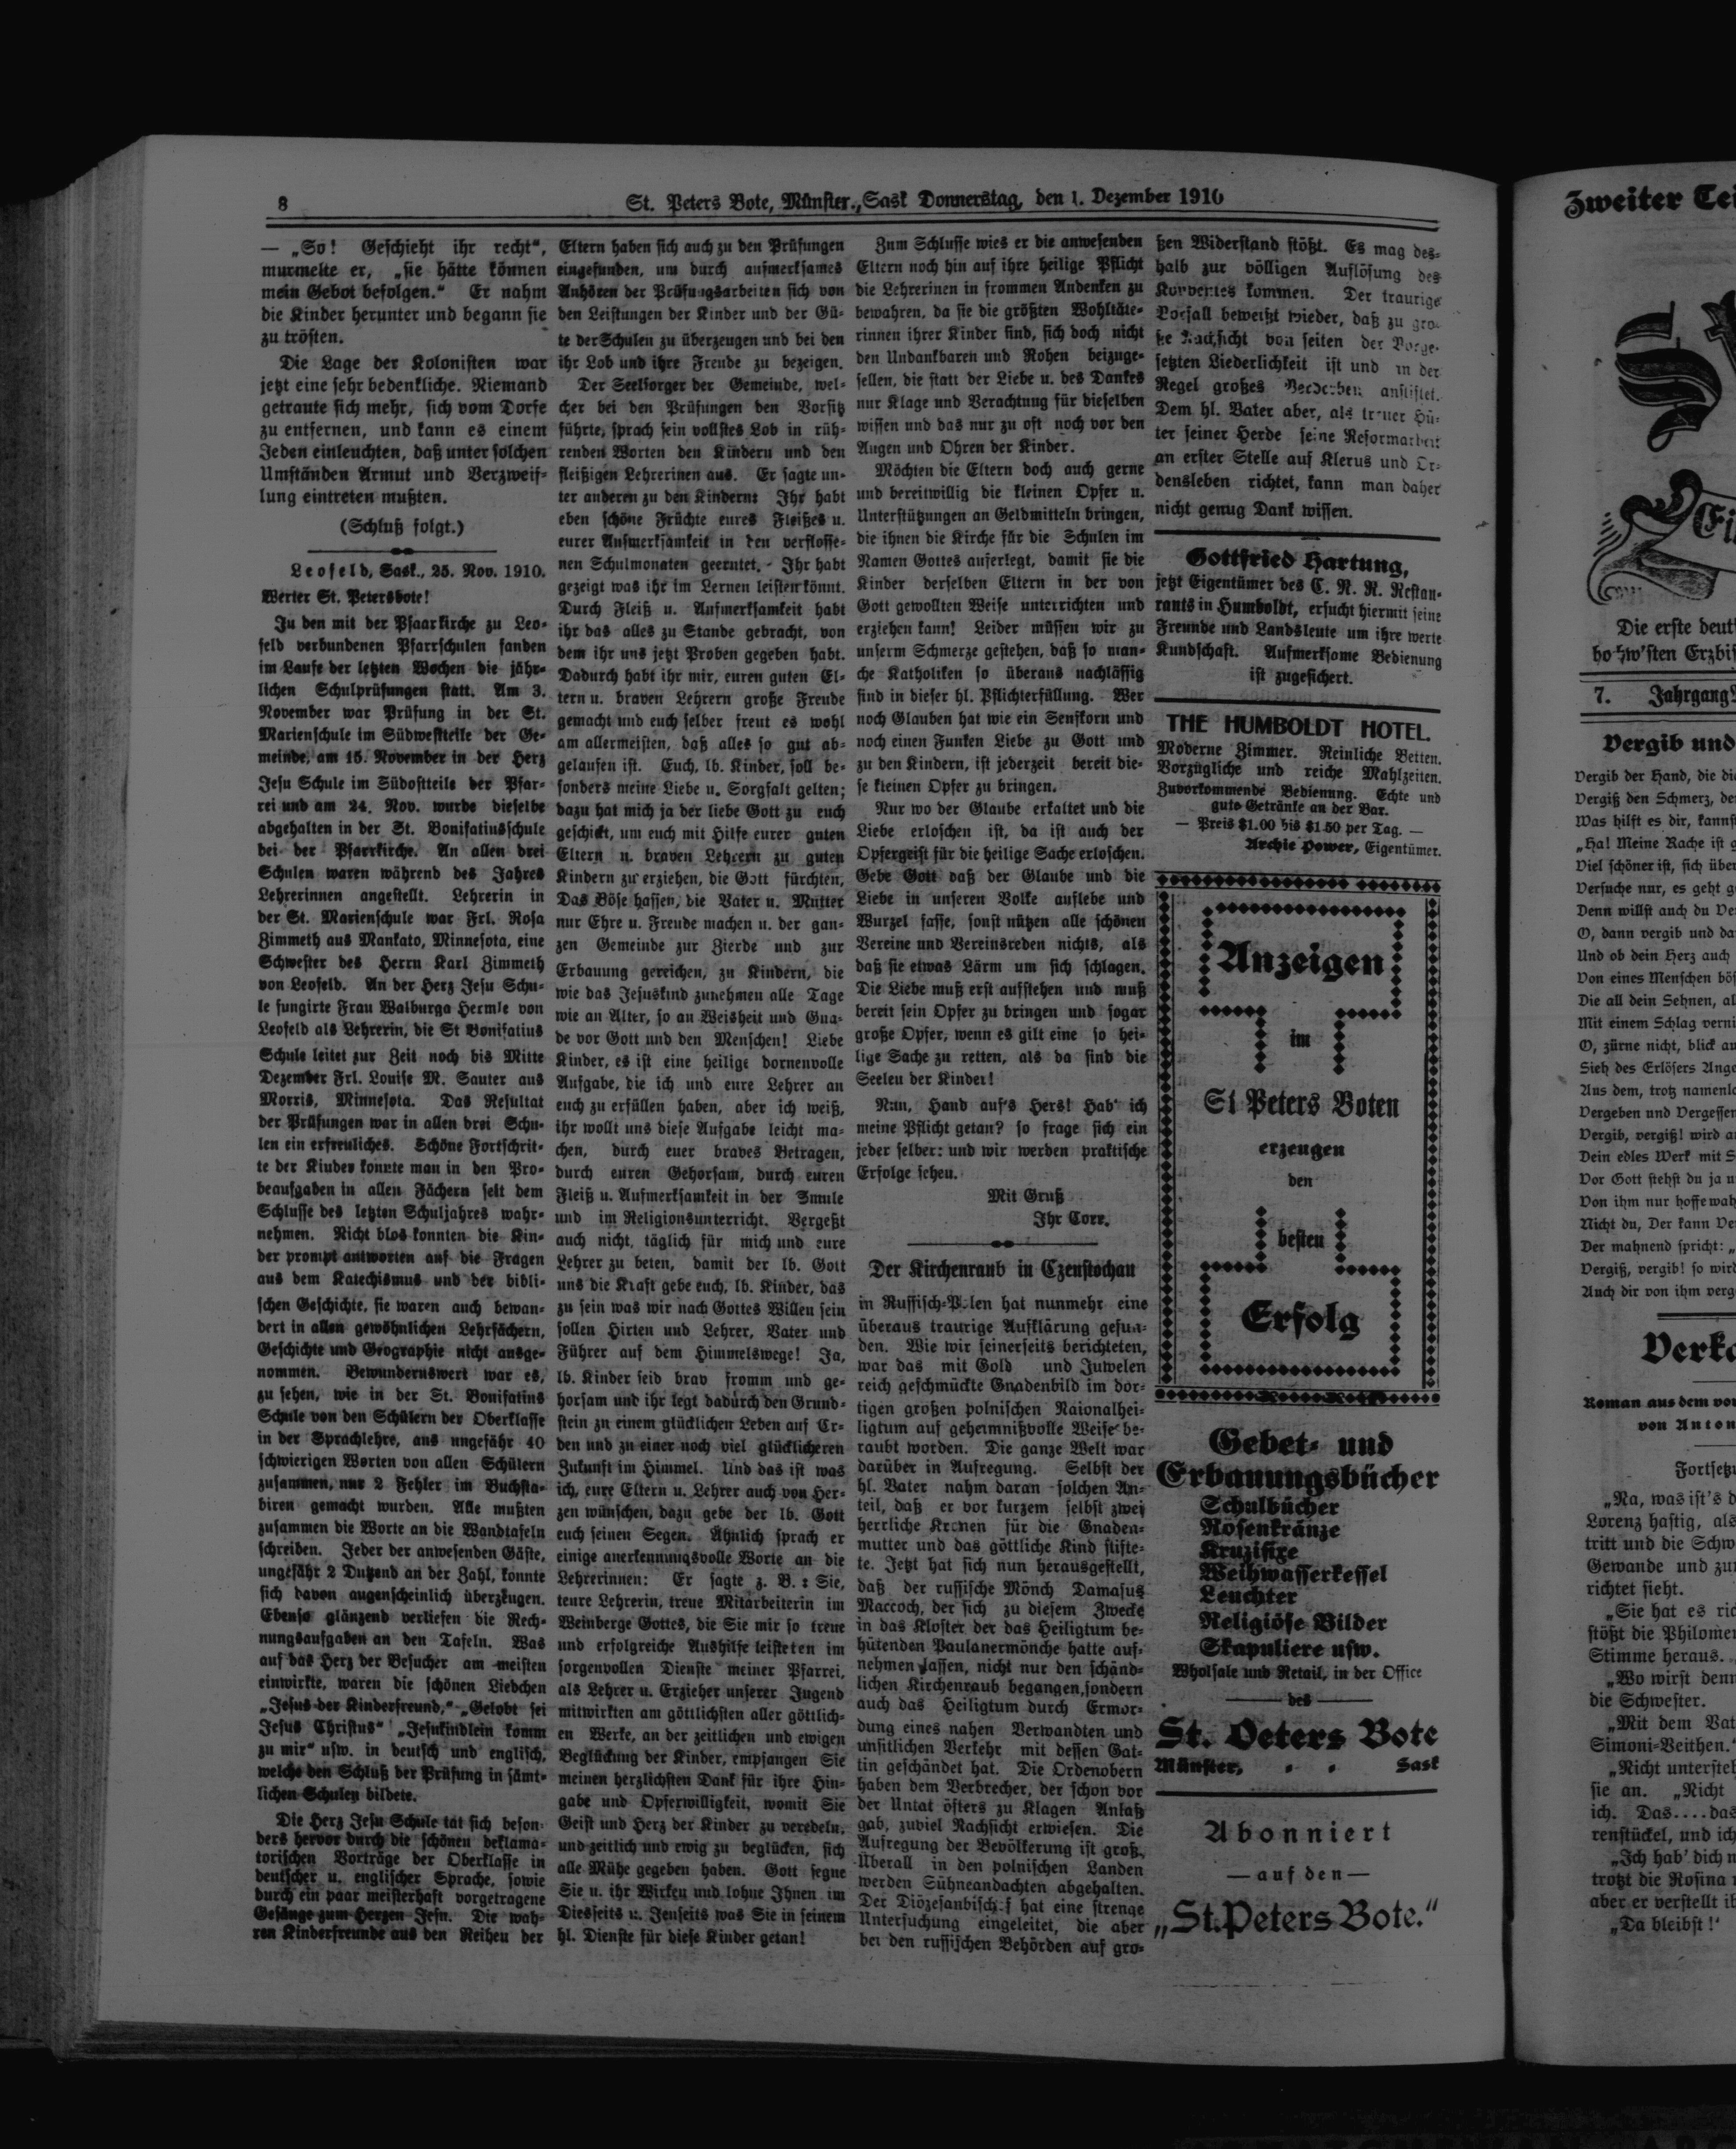 8
St. Peters Bote, Münster., Sask Donnerstag, den 1. Dezember 1910
— „So! Geschieht ihr recht“,
murmelte er, „sie hätte können
mein Gebot befolgen.“ Er nahm
die Kinder herunter und begann sie
zu trösten.
Die Lage der Kolonisten war
jetzt eine sehr bedenkliche. Niemand
getraute sich mehr, sich vom Dorfe
zu entfernen, und kann es einem
Jeden einleuchten, daß unter solchen
Umständen Armut und Verzweif-
lung eintreten mußten.
(Schluß folgt.)
Leofeld, Sask., 25. Nov. 1910.
Werter St. Petersbote!
In den mit der Pfaarkirche zu Leo-
feld verbundenen Pfarrschulen fanden
im Laufe der letzten Wochen die jähr-
lichen Schulprüfungen statt. Am 3.
November war Prüfung in der St.
Marienschule im Südwestteile der Ge-
meinde, am 15. November in der Herz
Jesu Schule im Südostteile der Pfar-
rei und am 24. Nov. wurde dieselbe
abgehalten in der St. Bonifatiusschule
bei der Pfarrkirche. An allen drei
Schulen waren während des Jahres
Lehrerinnen angestellt. Lehrerin in
der St. Marienschule war Frl. Rosa
Zimmeth aus Mankato, Minnesota, eine
Schwester des Herrn Karl Zimmeth
von Leofeld. An der Herz Jesu Schu-
le fungirte Frau Walburga Hermle von
Leofeld als Lehrerin, die St Bonifatius
Schule leitet zur Zeit noch bis Mitte
Dezember Frl. Louise M. Sauter aus
Morris, Minnesota. Das Resultat
der Prüfungen war in allen drei Schu-
len ein erfreuliches. Schöne Fortschrit-
te der Kinder konnte man in den Pro-
beaufgaben in allen Fächern seit dem
Schlusse des letzten Schuljahres wahr-
nehmen. Nicht blos konnten die Kin-
der prompt antworten auf die Fragen
aus dem Katechismus und der bibli-
schen Geschichte, sie waren auch bewan-
dert in allen gewöhnlichen Lehrfächern,
Geschichte und Geographie nicht ausge-
nommen. Bewundernswert war es,
zu sehen, wie in der St. Bonifatius
Schule von den Schülern der Oberklasse
in der Sprachlehre, aus ungefähr 40
schwierigen Worten von allen Schülern
zusammen, nur 2 Fehler im Buchsta-
biren gemacht wurden. Alle mußten
zusammen die Worte an die Wandtafeln
schreiben. Jeder der anwesenden Gäste,
ungefähr 2 Dutzend an der Zahl, konnte
sich davon augenscheinlich überzeugen.
Ebenso glänzend verliefen die Rech-
nungsaufgaben an den Tafeln. Was
auf das Herz der Besucher am meisten
einwirkte, waren die schönen Liedchen
„Jesus der Kinderfreund,“ „Gelobt sei
Jesus Christus“ „Jesukindlein komm
zu mir“ usw. in deutsch und englisch,
welche den Schluß der Prüfung in sämt-
lichen Schulen bildete.
Die Herz Jesu Schule tat sich beson-
ders hervor durch die schönen deklama-
torischen Vorträge der Oberklasse in
deutscher u. englischer Sprache, sowie
durch ein paar meisterhaft vorgetragene
Gesänge zum Herzen Jesu. Die wah-
ren Kinderfreunde aus den Reihen der
Eltern haben sich auch zu den Prüfungen
eingefunden, um durch aufmerksames
Anhören der Prüfungsarbeiten sich von
den Leistungen der Kinder und der Gü-
te derSchulen zu überzeugen und bei den
ihr Lob und ihre Freude zu bezeigen.
Der Seelsorger der Gemeinde, wel-
cher bei den Prüfungen den Vorsitz
führte, sprach sein vollstes Lob in rüh-
renden Worten den Kindern und den
fleißigen Lehrerinen aus. Er sagte un-
ter anderen zu den Kindern: Ihr habt
eben schöne Früchte eures Fleißes u.
eurer Aufmerksamkeit in den verflosse-
nen Schulmonaten geerntet. Ihr habt
gezeigt was ihr im Lernen leisten könnt.
Durch Fleiß u. Aufmerksamkeit habt
ihr das alles zu Stande gebracht, von
dem ihr uns jetzt Proben gegeben habt.
Dadurch habt ihr mir, euren guten El-
tern u. braven Lehrern große Freude
gemacht und euch selber freut es wohl
am allermeisten, daß alles so gut ab-
gelaufen ist. Euch, lb. Kinder, soll be-
sonders meine Liebe u. Sorgfalt gelten;
dazu hat mich ja der liebe Gott zu euch
geschickt, um euch mit Hilfe eurer guten
Eltern u. braven Lehrern zu guten
Kindern zu erziehen, die Gott fürchten,
Das Böse hassen, die Vater u. Mutter
nur Ehre u. Freude machen u. der gan-
zen Gemeinde zur Zierde und zur
Erbauung gereichen, zu Kindern, die
wie das Jesuskind zunehmen alle Tage
wie an Alter, so an Weisheit und Gna-
de vor Gott und den Menschen! Liebe
Kinder, es ist eine heilige dornenvolle
Aufgabe, die ich und eure Lehrer an
euch zu erfüllen haben, aber ich weiß,
ihr wollt uns diese Aufgabe leicht ma-
chen, durch euer braves Betragen,
durch euren Gehorsam, durch euren
Fleiß u. Aufmerksamkeit in der Smule
und im Religionsunterricht. Vergeßt
auch nicht, täglich für mich und eure
Lehrer zu beten, damit der lb. Gott
uns die Kraft gebe euch, lb. Kinder, das
zu sein was wir nach Gottes Willen sein
sollen Hirten und Lehrer, Vater und
Führer auf dem Himmelswege! Ja,
lb. Kinder seid brav fromm und ge-
horsam und ihr legt dadurch den Grund-
stein zu einem glücklichen Leben auf Er-
den und zu einer noch viel glücklicheren
Zukunft im Himmel. Und das ist was
ich, eure Eltern u. Lehrer auch von Her-
zen wünschen, dazu gebe der lb. Gott
euch seinen Segen. Ähnlich sprach er
einige anerkennungsvolle Worte an die
Lehrerinnen: Er sagte z. B.: Sie,
teure Lehrerin, treue Mitarbeiterin im
Weinberge Gottes, die Sie mir so treue
und erfolgreiche Aushilfe leisteten im
sorgenvollen Dienste meiner Pfarrei,
als Lehrer u. Erzieher unserer Jugend
mitwirkten am göttlichsten aller göttlich-
en Werke, an der zeitlichen und ewigen
Beglückung der Kinder, empfangen Sie
meinen herzlichsten Dank für ihre Hin-
gabe und Opferwilligkeit, womit Sie
Geist und Herz der Kinder zu veredeln,
und zeitlich und ewig zu beglücken, sich
alle Mühe gegeben haben. Gott segne
Sie u. ihr Wirken und lohne Ihnen im
Diesseits u. Jenseits was Sie in seinem
hl. Dienste für diese Kinder getan!
Zum Schlusse wies er die anwesenden
Eltern noch hin auf ihre heilige Pflicht
die Lehrerinen in frommen Andenken zu
bewahren, da sie die größten Wohltäte-
rinnen ihrer Kinder sind, sich doch nicht
den Undankbaren und Rohen beizuge-
sellen, die statt der Liebe u. des Dankes
nur Klage und Verachtung für dieselben
wissen und das nur zu oft noch vor den
Augen und Ohren der Kinder.
Möchten die Eltern doch auch gerne
und bereitwillig die kleinen Opfer u.
Unterstützungen an Geldmitteln bringen,
die ihnen die Kirche für die Schulen im
Namen Gottes auferlegt, damit sie die
Kinder derselben Eltern in der von
Gott gewollten Weise unterrichten und
erziehen kann! Leider müssen wir zu
unserm Schmerze gestehen, daß so man-
che Katholiken so überaus nachlässig
sind in dieser hl. Pflichterfüllung. Wer
noch Glauben hat wie ein Senfkorn und
noch einen Funken Liebe zu Gott und
zu den Kindern, ist jederzeit bereit die-
se kleinen Opfer zu bringen.
Nur wo der Glaube erkaltet und die
Liebe erloschen ist, da ist auch der
Opfergeist für die heilige Sache erloschen.
Gebe Gott daß der Glaube und die
Liebe in unseren Volke auflebe und
Wurzel fasse, sonst nützen alle schönen
Vereine und Vereinsreden nichts, als
daß sie etwas Lärm um sich schlagen.
Die Liebe muß erst aufstehen und muß
bereit sein Opfer zu bringen und sogar
große Opfer, wenn es gilt eine so hei-
lige Sache zu retten, als da sind die
Seelen der Kinder!
Nun, Hand auf's Hers! Hab' ich
meine Pflicht getan? so frage sich ein
jeder selber: und wir werden praktische
Erfolge sehen.
Mit Gruß
Ihr Corr.
Der Kirchenraub in Czenstochau
in Russisch-Polen hat nunmehr eine
überaus traurige Aufklärung gefun-
den. Wie wir seinerseits berichteten,
war das mit Gold und Juwelen
reich geschmückte Gnadenbild im dor-
tigen großen polnischen Naionalhei-
ligtum auf geheimnißvolle Weise be-
raubt worden. Die ganze Welt war
darüber in Aufregung. Selbst der
hl. Vater nahm daran solchen An-
teil, daß er vor kurzem selbst zwei
herrliche Kronen für die Gnaden-
mutter und das göttliche Kind stifte-
te. Jetzt hat sich nun herausgestellt,
daß der russische Mönch Damasus
Maccoch, der sich zu diesem Zwecke
in das Kloster der das Heiligtum be-
hütenden Paulanermönche hatte auf-
nehmen lassen, nicht nur den schänd-
lichen Kirchenraub begangen, sondern
auch das Heiligtum durch Ermor-
dung eines nahen Verwandten und
unsitlichen Verkehr mit dessen Gat-
tin geschändet hat. Die Ordenobern
haben dem Verbrecher, der schon vor
der Untat öfters zu Klagen Anlaß
gab, zuviel Nachsicht erwiesen. Die
Aufregung der Bevölkerung ist groß.
Überall in den polnischen Landen
werden Sühneandachten abgehalten.
Der Diözesanbischof hat eine strenge
Untersuchung eingeleitet, die aber
bei den russischen Behörden auf gro-
ßen Widerstand stößt. Es mag des-
halb zur völligen Auflösung des
Konventes kommen. Der traurige
Vorfall beweißt wieder, daß zu gro-
ße Nachsicht von seiten der Vorge-
setzten Liederlichkeit ist und in der
Regel großes Verderben anstiftet.
Dem hl. Vater aber, als treuer Hü-
ter seiner Herde seine Reformarbeit
an erster Stelle auf Klerus und Or-
densleben richtet, kann man daher
nicht genug Dank wissen.
Gottfried Hartung,
jetzt Eigentümer des C. N. R. Restau-
rants in Humboldt, ersucht hiermit seine
Freunde und Landsleute um ihre werte
Kundschaft. Aufmerksame Bedienung
ist zugesichert.
THE HUMBOLDT HOTEL.
Moderne Zimmer. Reinliche Betten.
Vorzügliche und reiche Mahlzeiten.
Zuvorkommende Bedienung. Echte und
gute Getränke an der Bar.
— Preis $1.00 bis $1.50 per Tag. —
Archie Power, Eigentümer.
Anzeigen
im
St Peters Boten
erzeugen
den
besten
Erfolg
Gebet- und
Erbauungsbücher
Schulbücher
Rosenkränze
Kruzifixe
Weihwasserkessel
Leuchter
Religiöse Bilder
Skapuliere usw.
Wholsale und Retail, in der Office
des
St. Peters Bote
Münster, Sask
Abonniert
— auf den —
„St. Peters Bote.“
Zweiter Tei
Die erste deut
hochw'sten Erzbis
7. Jahrgang
Vergib und
Vergib der Hand, die di
Vergiß den Schmerz, de
Was hilft es dir, kannst
„Ha! Meine Rache ist g
Viel schöner ist, sich über
Versuche nur, es geht g
Denn willst auch du Ve
O, dann vergib und da
Und ob dein Herz auch
Von eines Menschen bös
Die all dein Sehnen, al
Mit einem Schlag verni
O, zürne nicht, blick au
Sieh des Erlösers Ange
Aus dem, trotz namenlo
Vergeben und Vergessen
Vergib, vergiß! wird a
Dein edles Werk mit S
Vor Gott stehst du ja u
Von ihm nur hoffe wah
Nicht du, Der kann Ve
Der mahnend spricht: „
Vergiß, vergib! so wird
Auch dir von ihm verg
Verka
Roman aus dem vor
von Anton
Fortsetzu
„Na, was ist's d
Lorenz hastig, als
tritt und die Schw
Gewande und zur
richtet sieht.
„Sie hat es ric
stößt die Philomen
Stimme heraus.
„Wo wirst denn
die Schwester.
„Mit dem Vat
Simoni-Veithen.“
„Nicht untersteh
sie an. „Nicht
ich. Das....das
renstückel, und ich
„Ich hab' dich n
trotzt die Rosina
aber er verstellt ih
„Da bleibst!“